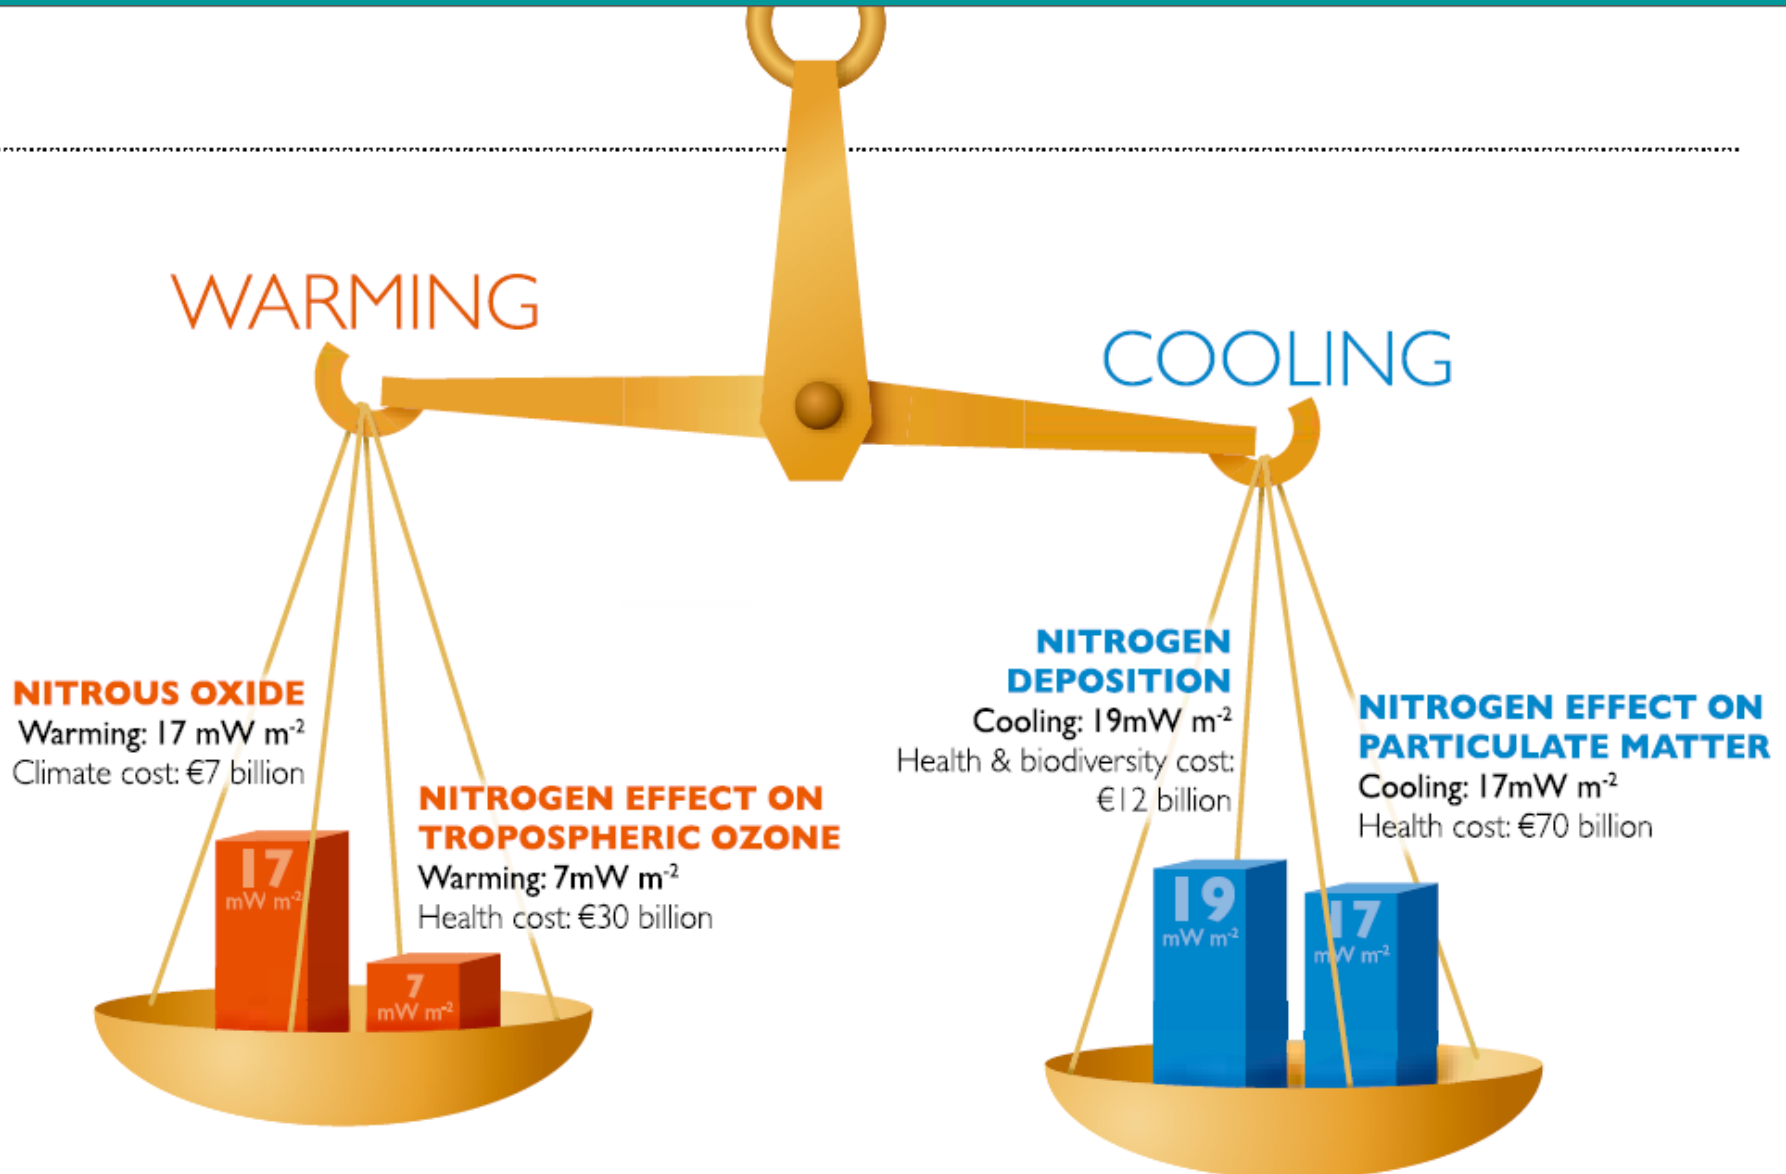 WARMING
COOLING
NITROUS OXIDE
Warming: 17 mW m⁻²
Climate cost: €7 billion
NITROGEN EFFECT ON
TROPOSPHERIC OZONE
Warming: 7mW m⁻²
Health cost: €30 billion
17
mW m⁻²
7
mW m⁻²
NITROGEN
DEPOSITION
Cooling: 19mW m⁻²
Health & biodiversity cost:
€12 billion
NITROGEN EFFECT ON
PARTICULATE MATTER
Cooling: 17mW m⁻²
Health cost: €70 billion
19
mW m⁻²
17
mW m⁻²